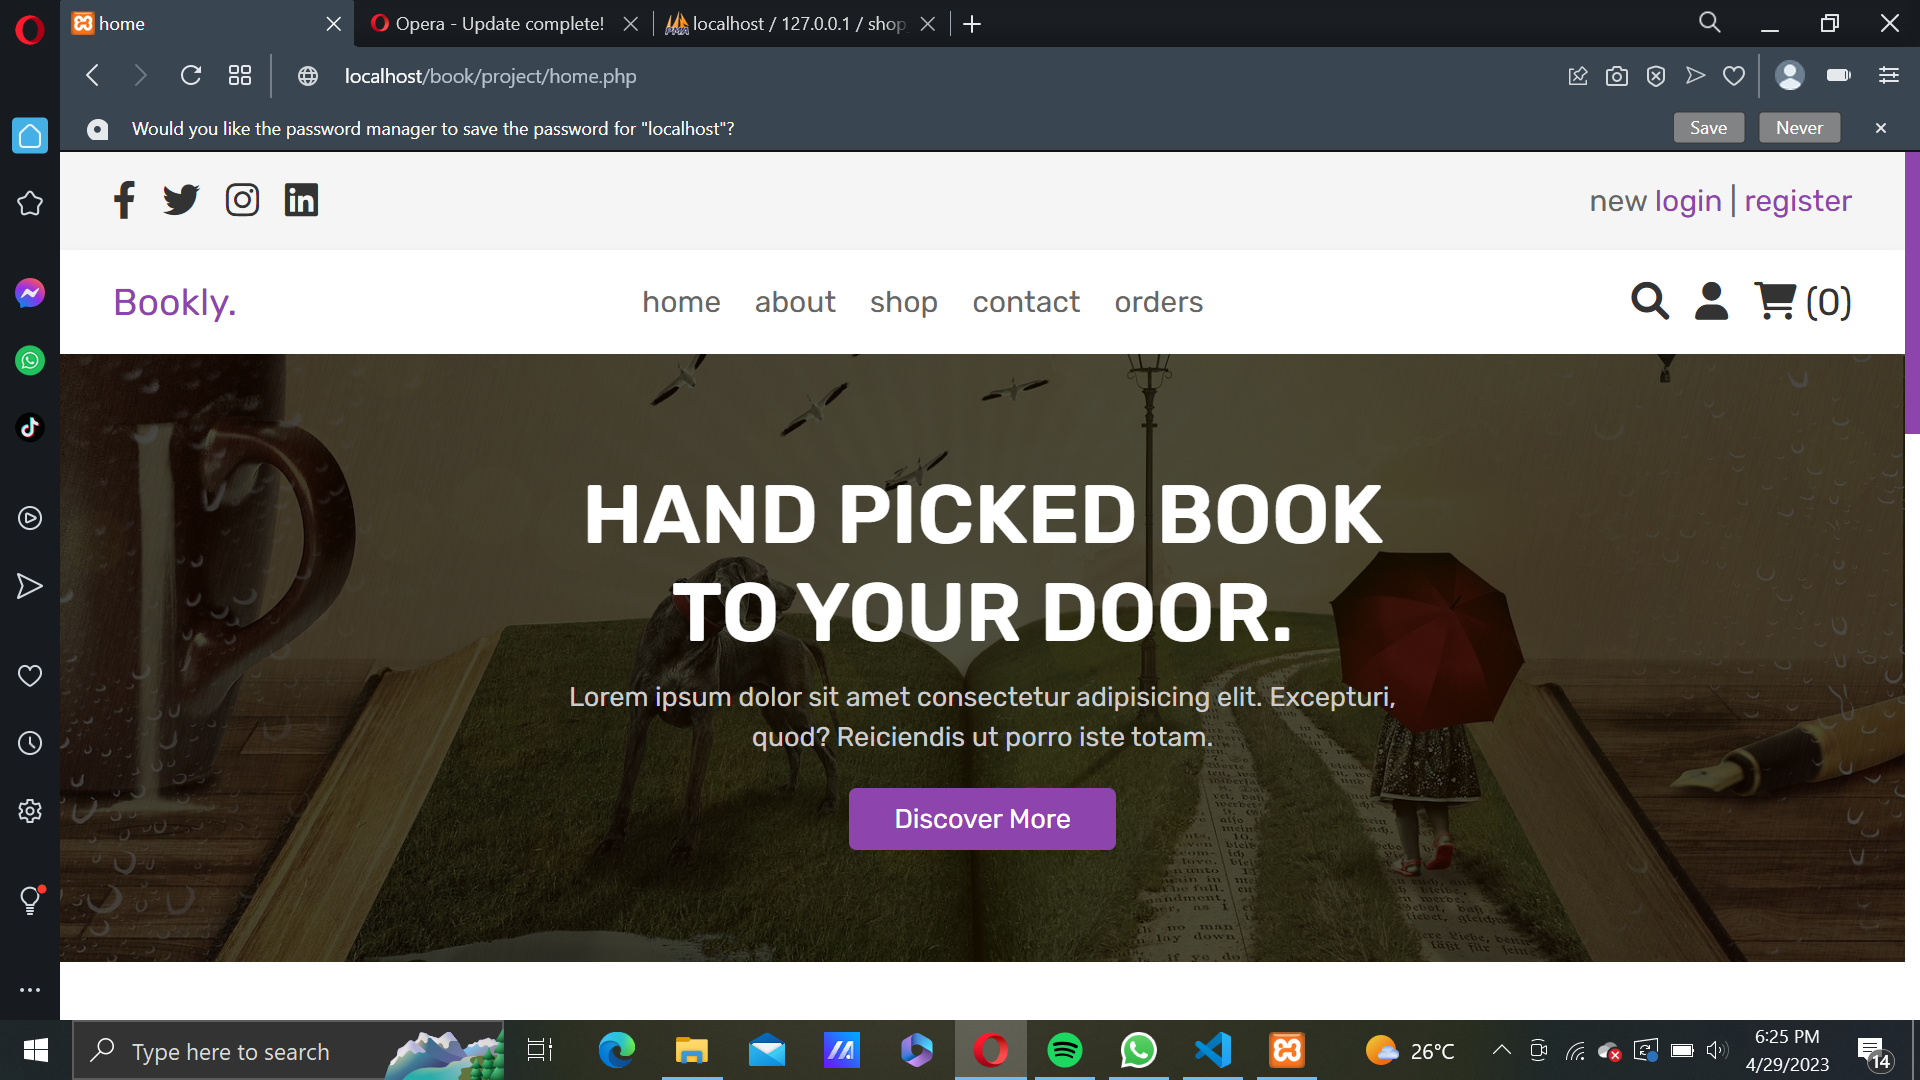 home
Opera - Update complete!
localhost / 127.0.0.1 / shop
localhost/book/project/home.php
Would you like the password manager to save the password for "localhost"?
Save
Never
new login | register
Bookly.
home
about
shop
contact
orders
(0)
HAND PICKED BOOK
TO YOUR DOOR.
Lorem ipsum dolor sit amet consectetur adipisicing elit. Excepturi,
quod? Reiciendis ut porro iste totam.
Discover More
Type here to search
26°C
6:25 PM
4/29/2023
14